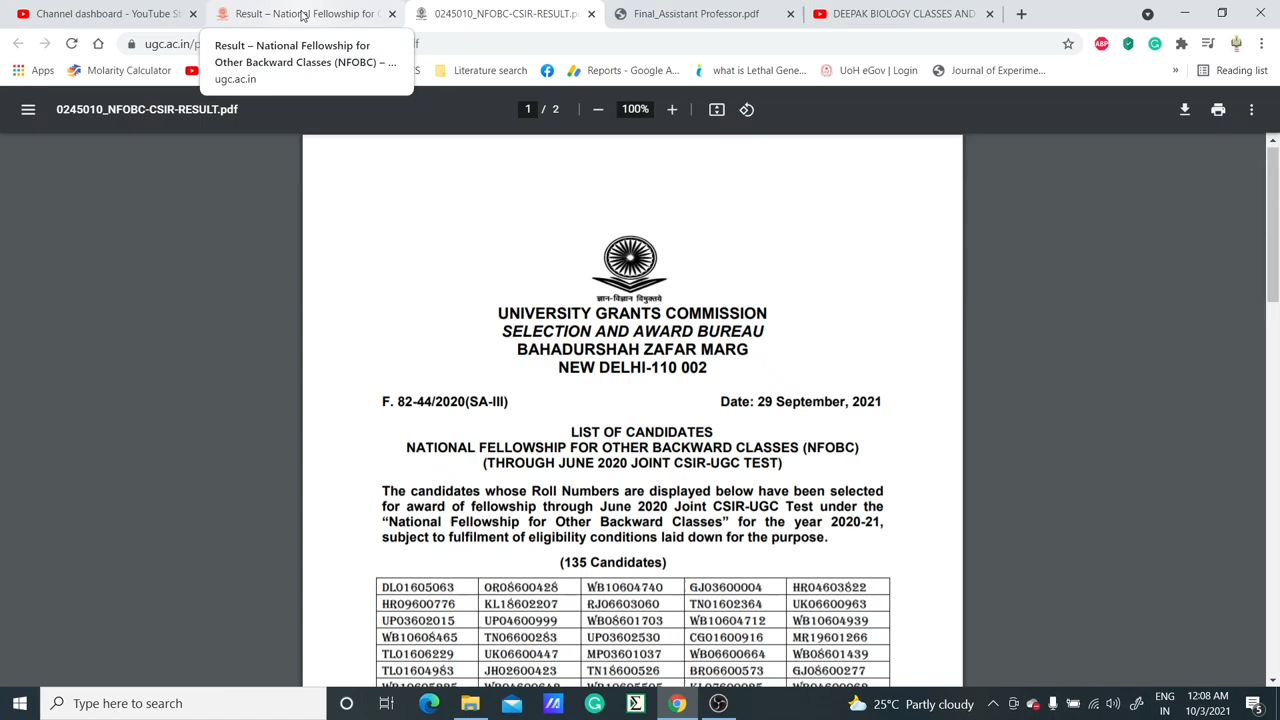 Channel dashboard - YouTube St
Result – National Fellowship for O
0245010_NFOBC-CSIR-RESULT.pd
Final_Assistant Professor.pdf
DEEPAK BIOLOGY CLASSES AND
ugc.ac.in/p
df
Result – National Fellowship for
Other Backward Classes (NFOBC) – ...
ugc.ac.in
ABP
Apps
Molarity Calculator
S
Literature search
Reports - Google A...
what is Lethal Gene...
UoH eGov | Login
Journal of Experime...
»
Reading list
0245010_NFOBC-CSIR-RESULT.pdf
1 / 2
100%
ज्ञान-विज्ञान विमुक्तये
UNIVERSITY GRANTS COMMISSION
SELECTION AND AWARD BUREAU
BAHADURSHAH ZAFAR MARG
NEW DELHI-110 002
F. 82-44/2020(SA-III) Date: 29 September, 2021
LIST OF CANDIDATES
NATIONAL FELLOWSHIP FOR OTHER BACKWARD CLASSES (NFOBC)
(THROUGH JUNE 2020 JOINT CSIR-UGC TEST)
The candidates whose Roll Numbers are displayed below have been selected
for award of fellowship through June 2020 Joint CSIR-UGC Test under the
“National Fellowship for Other Backward Classes” for the year 2020-21,
subject to fulfilment of eligibility conditions laid down for the purpose.
(135 Candidates)
DL01605063 OR08600428 WB10604740 GJ03600004 HR04603822
HR09600776 KL18602207 RJ06603060 TN01602364 UK06600963
UP03602015 UP04600999 WB08601703 WB10604712 WB10604939
WB10608465 TN06600283 UP03602530 CG01600916 MR19601266
TL01606229 UK06600447 MP03601037 WB06600664 WB08601439
TL01604983 JH02600423 TN18600526 BR06600573 GJ08600277
Type here to search
25°C Partly cloudy
ENG
IN
12:08 AM
10/3/2021
5